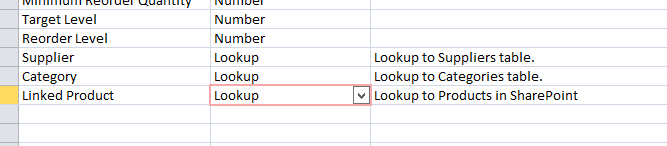 Minimum Reorder Quantity Number
Target Level Number
Reorder Level Number
Supplier Lookup Lookup to Suppliers table.
Category Lookup Lookup to Categories table.
Linked Product Lookup Lookup to Products in SharePoint